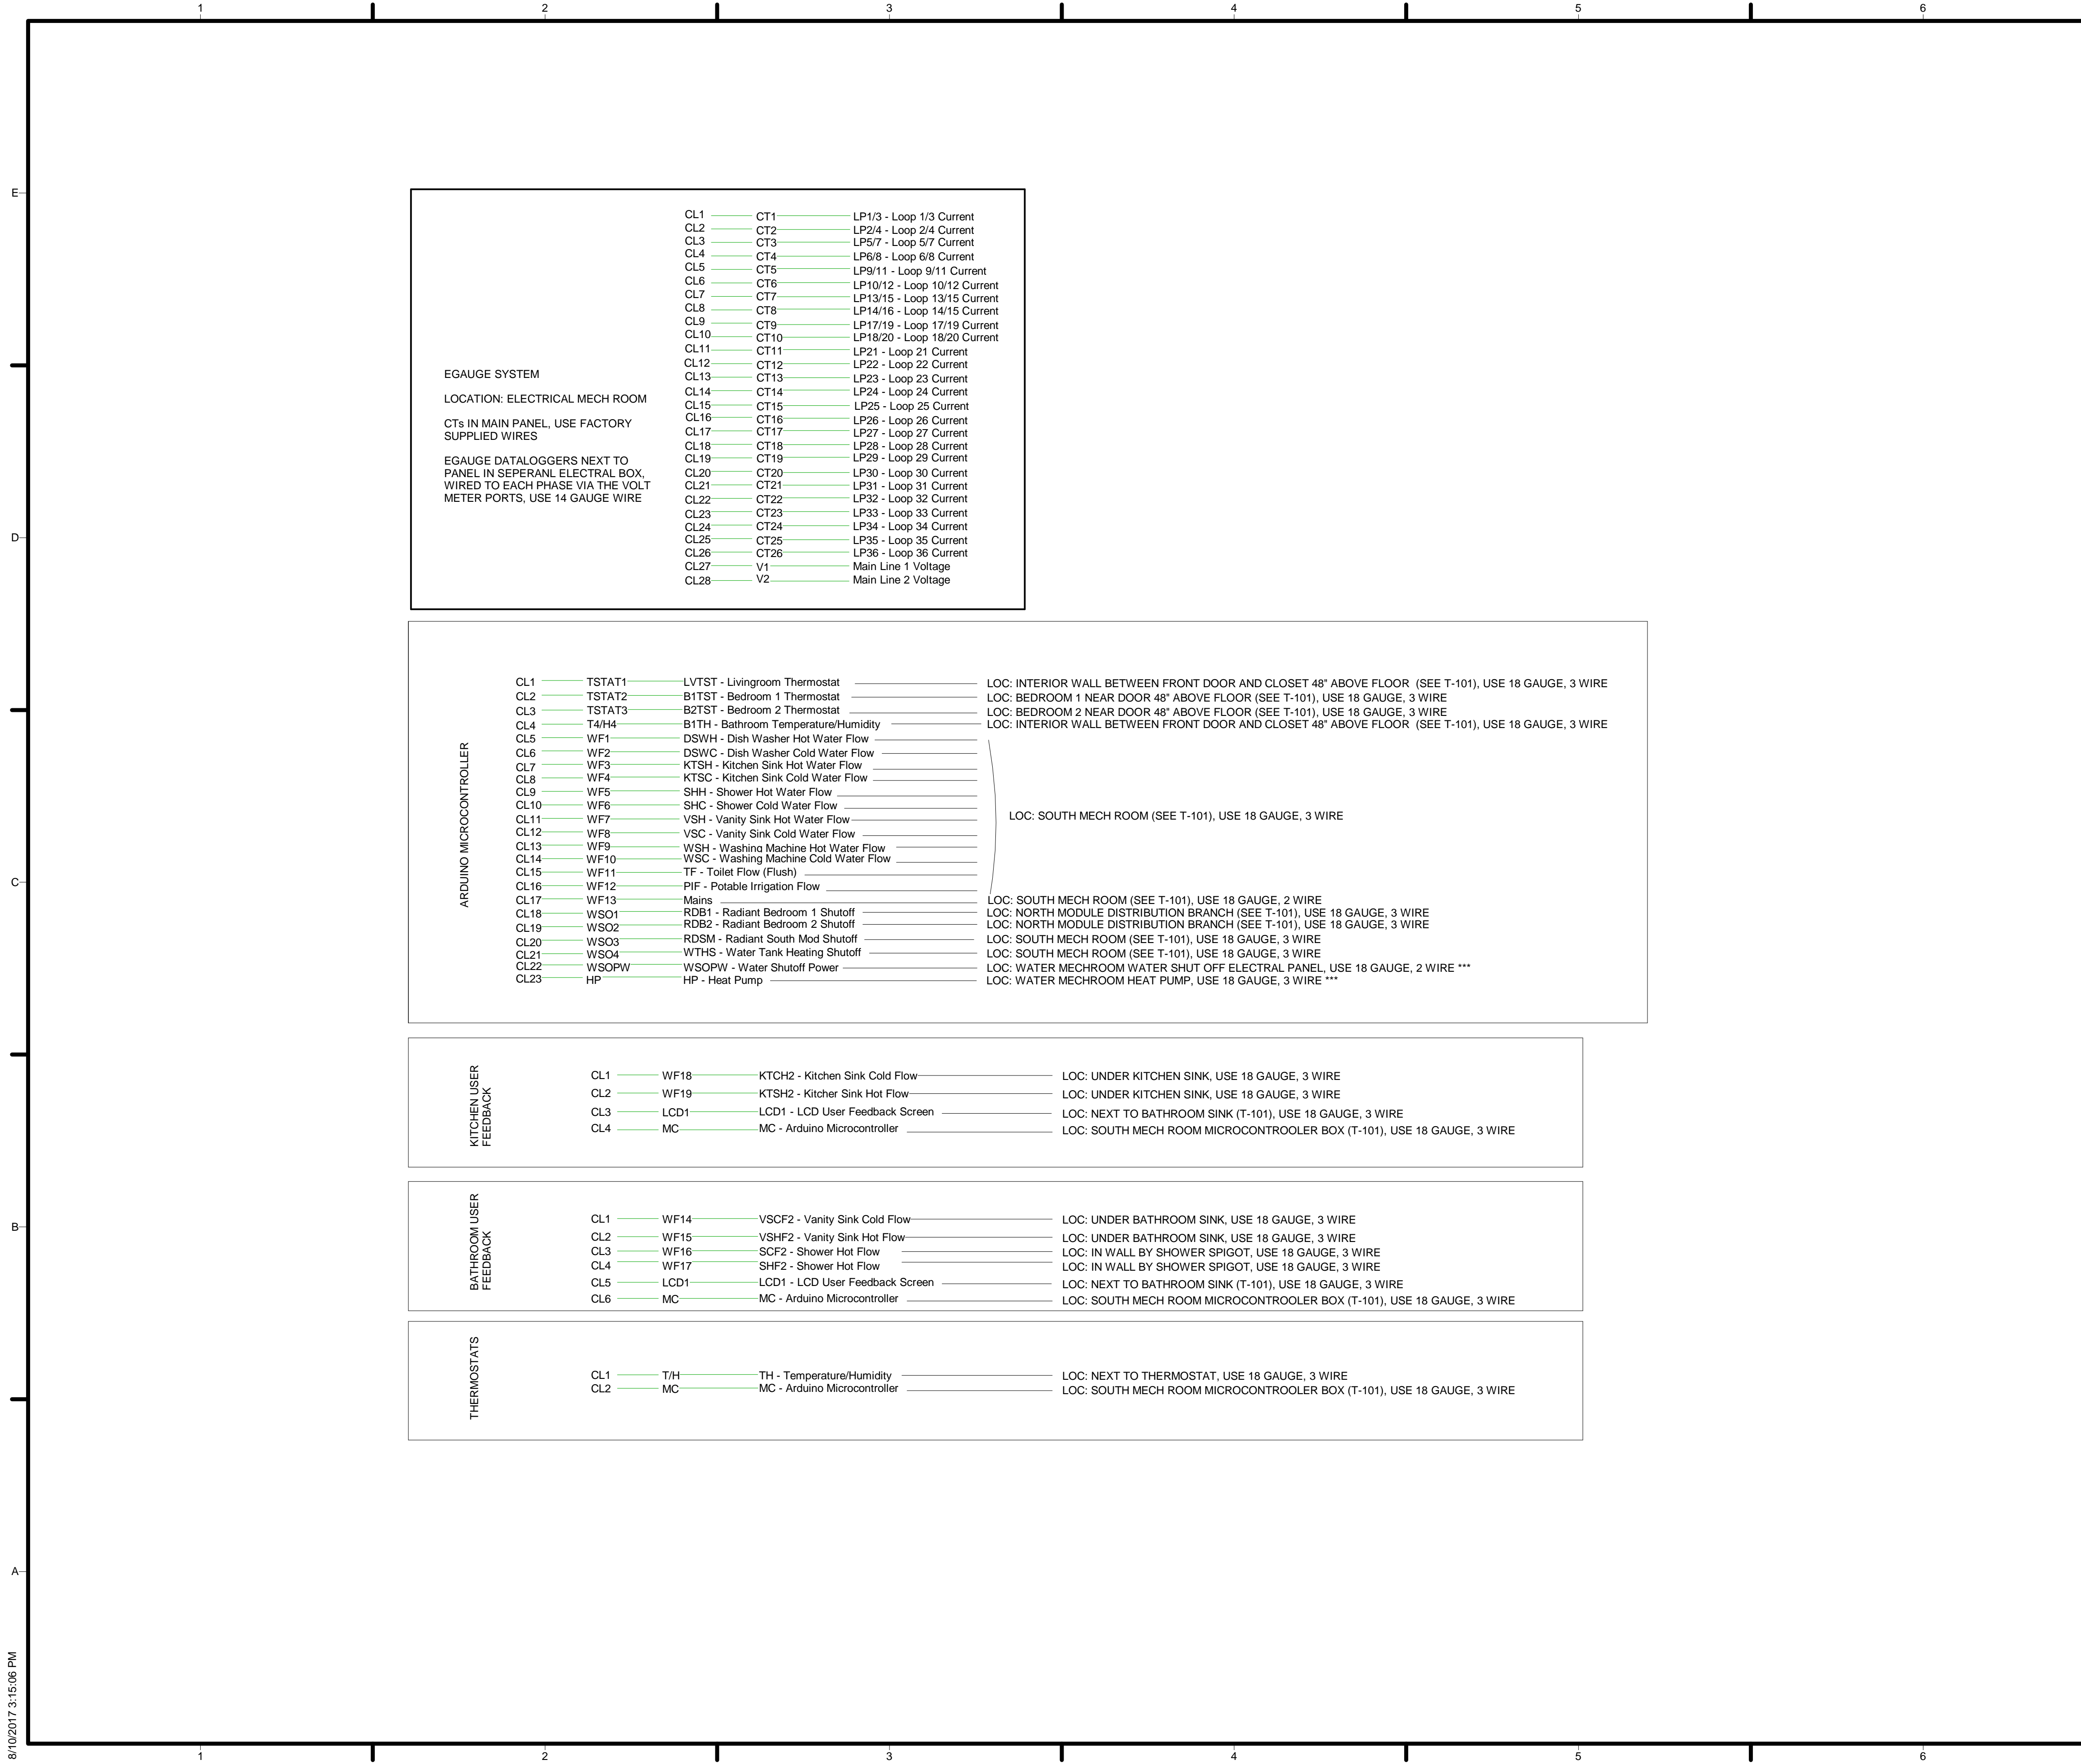 1 2 3 4 5 6
E
CL1 CT1 LP1/3 - Loop 1/3 Current
CL2 CT2 LP2/4 - Loop 2/4 Current
CL3 CT3 LP5/7 - Loop 5/7 Current
CL4 CT4 LP6/8 - Loop 6/8 Current
CL5 CT5 LP9/11 - Loop 9/11 Current
CL6 CT6 LP10/12 - Loop 10/12 Current
CL7 CT7 LP13/15 - Loop 13/15 Current
CL8 CT8 LP14/16 - Loop 14/15 Current
CL9 CT9 LP17/19 - Loop 17/19 Current
CL10 CT10 LP18/20 - Loop 18/20 Current
CL11 CT11 LP21 - Loop 21 Current
CL12 CT12 LP22 - Loop 22 Current
CL13 CT13 LP23 - Loop 23 Current
CL14 CT14 LP24 - Loop 24 Current
CL15 CT15 LP25 - Loop 25 Current
CL16 CT16 LP26 - Loop 26 Current
CL17 CT17 LP27 - Loop 27 Current
CL18 CT18 LP28 - Loop 28 Current
CL19 CT19 LP29 - Loop 29 Current
CL20 CT20 LP30 - Loop 30 Current
CL21 CT21 LP31 - Loop 31 Current
CL22 CT22 LP32 - Loop 32 Current
CL23 CT23 LP33 - Loop 33 Current
CL24 CT24 LP34 - Loop 34 Current
CL25 CT25 LP35 - Loop 35 Current
CL26 CT26 LP36 - Loop 36 Current
CL27 V1 Main Line 1 Voltage
CL28 V2 Main Line 2 Voltage
EGAUGE SYSTEM
LOCATION: ELECTRICAL MECH ROOM
CTs IN MAIN PANEL, USE FACTORY
SUPPLIED WIRES
EGAUGE DATALOGGERS NEXT TO
PANEL IN SEPERANL ELECTRAL BOX,
WIRED TO EACH PHASE VIA THE VOLT
METER PORTS, USE 14 GAUGE WIRE
D
ARDUINO MICROCONTROLLER
CL1 TSTAT1 LVTST - Livingroom Thermostat LOC: INTERIOR WALL BETWEEN FRONT DOOR AND CLOSET 48" ABOVE FLOOR (SEE T-101), USE 18 GAUGE, 3 WIRE
CL2 TSTAT2 B1TST - Bedroom 1 Thermostat LOC: BEDROOM 1 NEAR DOOR 48" ABOVE FLOOR (SEE T-101), USE 18 GAUGE, 3 WIRE
CL3 TSTAT3 B2TST - Bedroom 2 Thermostat LOC: BEDROOM 2 NEAR DOOR 48" ABOVE FLOOR (SEE T-101), USE 18 GAUGE, 3 WIRE
CL4 T4/H4 B1TH - Bathroom Temperature/Humidity LOC: INTERIOR WALL BETWEEN FRONT DOOR AND CLOSET 48" ABOVE FLOOR (SEE T-101), USE 18 GAUGE, 3 WIRE
CL5 WF1 DSWH - Dish Washer Hot Water Flow
CL6 WF2 DSWC - Dish Washer Cold Water Flow
CL7 WF3 KTSH - Kitchen Sink Hot Water Flow
CL8 WF4 KTSC - Kitchen Sink Cold Water Flow
CL9 WF5 SHH - Shower Hot Water Flow
CL10 WF6 SHC - Shower Cold Water Flow
CL11 WF7 VSH - Vanity Sink Hot Water Flow
CL12 WF8 VSC - Vanity Sink Cold Water Flow
CL13 WF9 WSH - Washing Machine Hot Water Flow
CL14 WF10 WSC - Washing Machine Cold Water Flow
CL15 WF11 TF - Toilet Flow (Flush)
CL16 WF12 PIF - Potable Irrigation Flow
LOC: SOUTH MECH ROOM (SEE T-101), USE 18 GAUGE, 3 WIRE
CL17 WF13 Mains LOC: SOUTH MECH ROOM (SEE T-101), USE 18 GAUGE, 2 WIRE
CL18 WSO1 RDB1 - Radiant Bedroom 1 Shutoff LOC: NORTH MODULE DISTRIBUTION BRANCH (SEE T-101), USE 18 GAUGE, 3 WIRE
CL19 WSO2 RDB2 - Radiant Bedroom 2 Shutoff LOC: NORTH MODULE DISTRIBUTION BRANCH (SEE T-101), USE 18 GAUGE, 3 WIRE
CL20 WSO3 RDSM - Radiant South Mod Shutoff LOC: SOUTH MECH ROOM (SEE T-101), USE 18 GAUGE, 3 WIRE
CL21 WSO4 WTHS - Water Tank Heating Shutoff LOC: SOUTH MECH ROOM (SEE T-101), USE 18 GAUGE, 3 WIRE
CL22 WSOPW WSOPW - Water Shutoff Power LOC: WATER MECHROOM WATER SHUT OFF ELECTRAL PANEL, USE 18 GAUGE, 2 WIRE ***
CL23 HP HP - Heat Pump LOC: WATER MECHROOM HEAT PUMP, USE 18 GAUGE, 3 WIRE ***
C
KITCHEN USER
FEEDBACK
CL1 WF18 KTCH2 - Kitchen Sink Cold Flow LOC: UNDER KITCHEN SINK, USE 18 GAUGE, 3 WIRE
CL2 WF19 KTSH2 - Kitcher Sink Hot Flow LOC: UNDER KITCHEN SINK, USE 18 GAUGE, 3 WIRE
CL3 LCD1 LCD1 - LCD User Feedback Screen LOC: NEXT TO BATHROOM SINK (T-101), USE 18 GAUGE, 3 WIRE
CL4 MC MC - Arduino Microcontroller LOC: SOUTH MECH ROOM MICROCONTROOLER BOX (T-101), USE 18 GAUGE, 3 WIRE
B
BATHROOM USER
FEEDBACK
CL1 WF14 VSCF2 - Vanity Sink Cold Flow LOC: UNDER BATHROOM SINK, USE 18 GAUGE, 3 WIRE
CL2 WF15 VSHF2 - Vanity Sink Hot Flow LOC: UNDER BATHROOM SINK, USE 18 GAUGE, 3 WIRE
CL3 WF16 SCF2 - Shower Hot Flow LOC: IN WALL BY SHOWER SPIGOT, USE 18 GAUGE, 3 WIRE
CL4 WF17 SHF2 - Shower Hot Flow LOC: IN WALL BY SHOWER SPIGOT, USE 18 GAUGE, 3 WIRE
CL5 LCD1 LCD1 - LCD User Feedback Screen LOC: NEXT TO BATHROOM SINK (T-101), USE 18 GAUGE, 3 WIRE
CL6 MC MC - Arduino Microcontroller LOC: SOUTH MECH ROOM MICROCONTROOLER BOX (T-101), USE 18 GAUGE, 3 WIRE
THERMOSTATS
CL1 T/H TH - Temperature/Humidity LOC: NEXT TO THERMOSTAT, USE 18 GAUGE, 3 WIRE
CL2 MC MC - Arduino Microcontroller LOC: SOUTH MECH ROOM MICROCONTROOLER BOX (T-101), USE 18 GAUGE, 3 WIRE
A
8/10/2017 3:15:06 PM
1 2 3 4 5 6